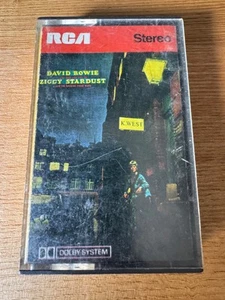 RCA Stereo
DAVID BOWIE
ZIGGY STARDUST
K.WEST
DOLBY SYSTEM